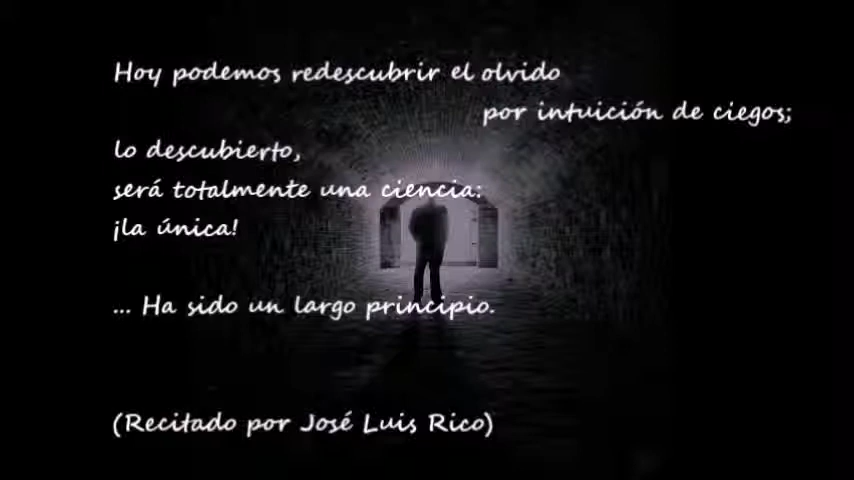 Hoy podemos redescubrir el olvido
por intuición de ciegos;
lo descubierto,
será totalmente una ciencia:
¡la única!
... Ha sido un largo principio.
(Recitado por José Luis Rico)